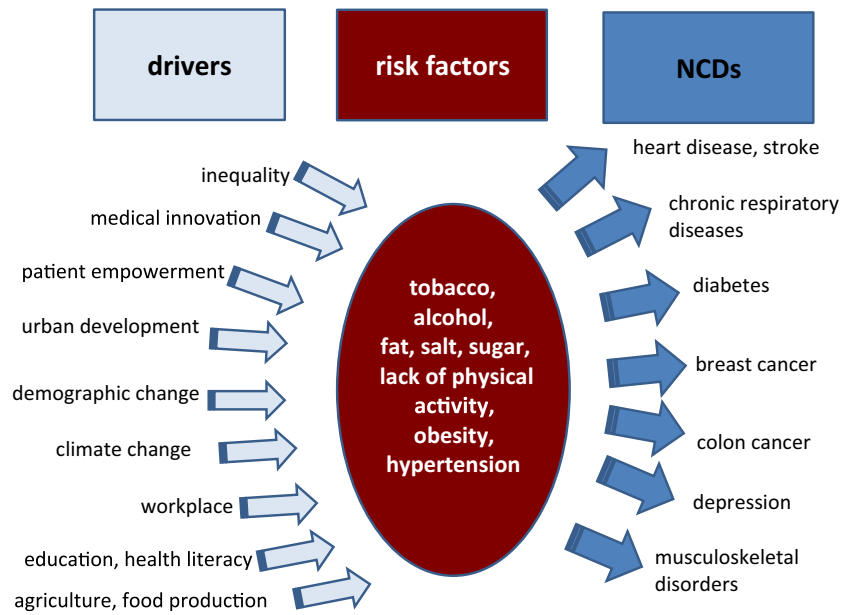 drivers
risk factors
NCDs
inequality
medical innovation
patient empowerment
urban development
demographic change
climate change
workplace
education, health literacy
agriculture, food production
tobacco,
alcohol,
fat, salt, sugar,
lack of physical
activity,
obesity,
hypertension
heart disease, stroke
chronic respiratory
diseases
diabetes
breast cancer
colon cancer
depression
musculoskeletal
disorders